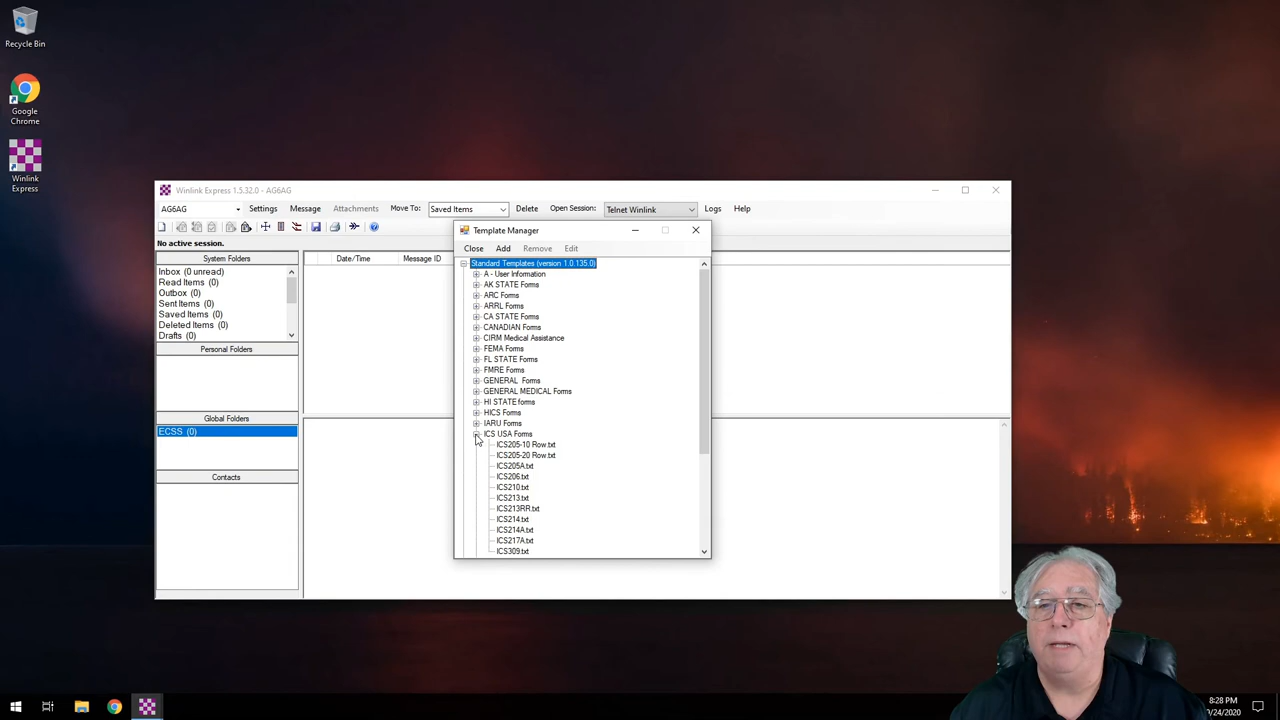 Recycle Bin
Google
Chrome
Winlink
Express
Winlink Express 1.5.32.0 - AG6AG
AG6AG
Settings
Message
Attachments
Move To:
Saved Items
Delete
Open Session:
Telnet Winlink
Logs
Help
No active session.
System Folders
Inbox (0 unread)
Read Items (0)
Outbox (0)
Sent Items (0)
Saved Items (0)
Deleted Items (0)
Drafts (0)
Personal Folders
Global Folders
ECSS (0)
Contacts
Date/Time
Message ID
Template Manager
Close
Add
Remove
Edit
Standard Templates (version 1.0.135.0)
A - User Information
AK STATE Forms
ARC Forms
ARRL Forms
CA STATE Forms
CANADIAN Forms
CIRM Medical Assistance
FEMA Forms
FL STATE Forms
FMRE Forms
GENERAL Forms
GENERAL MEDICAL Forms
HI STATE forms
HICS Forms
IARU Forms
ICS USA Forms
ICS205-10 Row.txt
ICS205-20 Row.txt
ICS205A.txt
ICS206.txt
ICS210.txt
ICS213.txt
ICS213RR.txt
ICS214.txt
ICS214A.txt
ICS217A.txt
ICS309.txt
8:28 PM
/24/2020